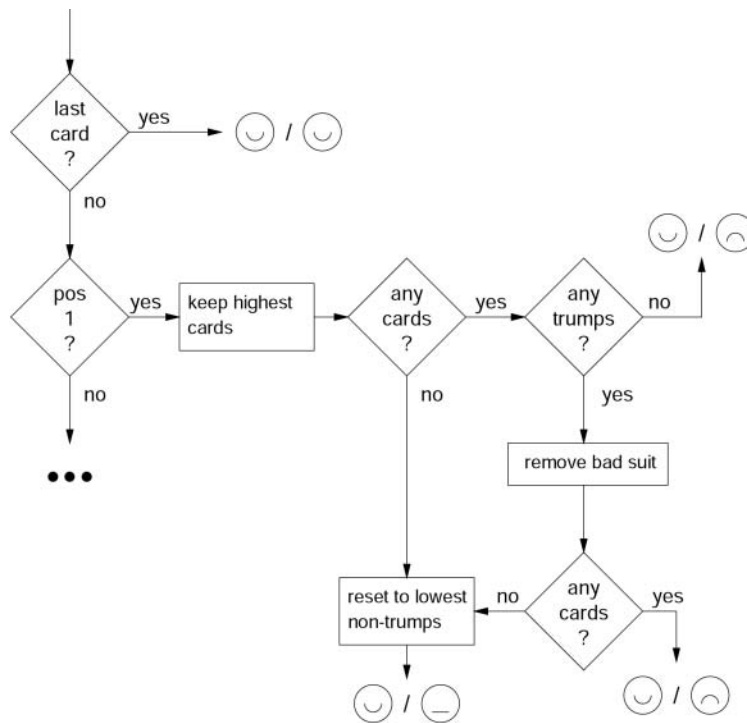 last
card
?
yes
/
no
/
pos
1
?
yes
keep highest
cards
any
cards
?
yes
any
trumps
?
no
no
no
yes
•••
remove bad suit
reset to lowest
non-trumps
no
any
cards
?
yes
/
/